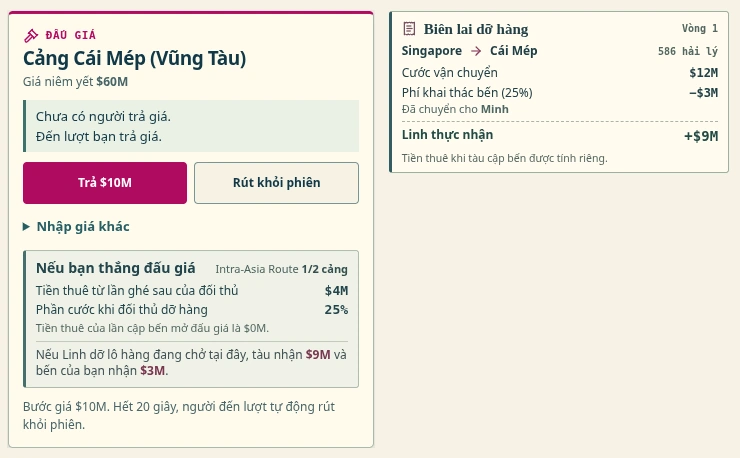 ĐẤU GIÁ
Cảng Cái Mép (Vũng Tàu)
Giá niêm yết $60M
Chưa có người trả giá.
Đến lượt bạn trả giá.
Trả $10M
Rút khỏi phiên
Nhập giá khác
Nếu bạn thắng đấu giá
Intra-Asia Route 1/2 cảng
Tiền thuê từ lần ghé sau của đối thủ
$4M
Phần cước khi đối thủ dỡ hàng
25%
Tiền thuê của lần cập bến mở đấu giá là $0M.
Nếu Linh dỡ lô hàng đang chở tại đây, tàu nhận $9M và
bến của bạn nhận $3M.
Bước giá $10M. Hết 20 giây, người đến lượt tự động rút
khỏi phiên.
Biên lai dỡ hàng
Vòng 1
Singapore → Cái Mép
586 hải lý
Cước vận chuyển
$12M
Phí khai thác bến (25%)
−$3M
Đã chuyển cho Minh
Linh thực nhận
+$9M
Tiền thuê khi tàu cập bến được tính riêng.